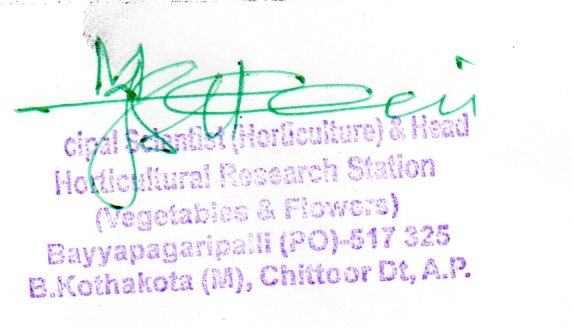 cipal Scientist (Horticulture) & Head
Horticultural Research Station
(Vegetables & Flowers)
Bayyapagaripalli (PO)-517 325
B.Kothakota (M), Chittoor Dt, A.P.